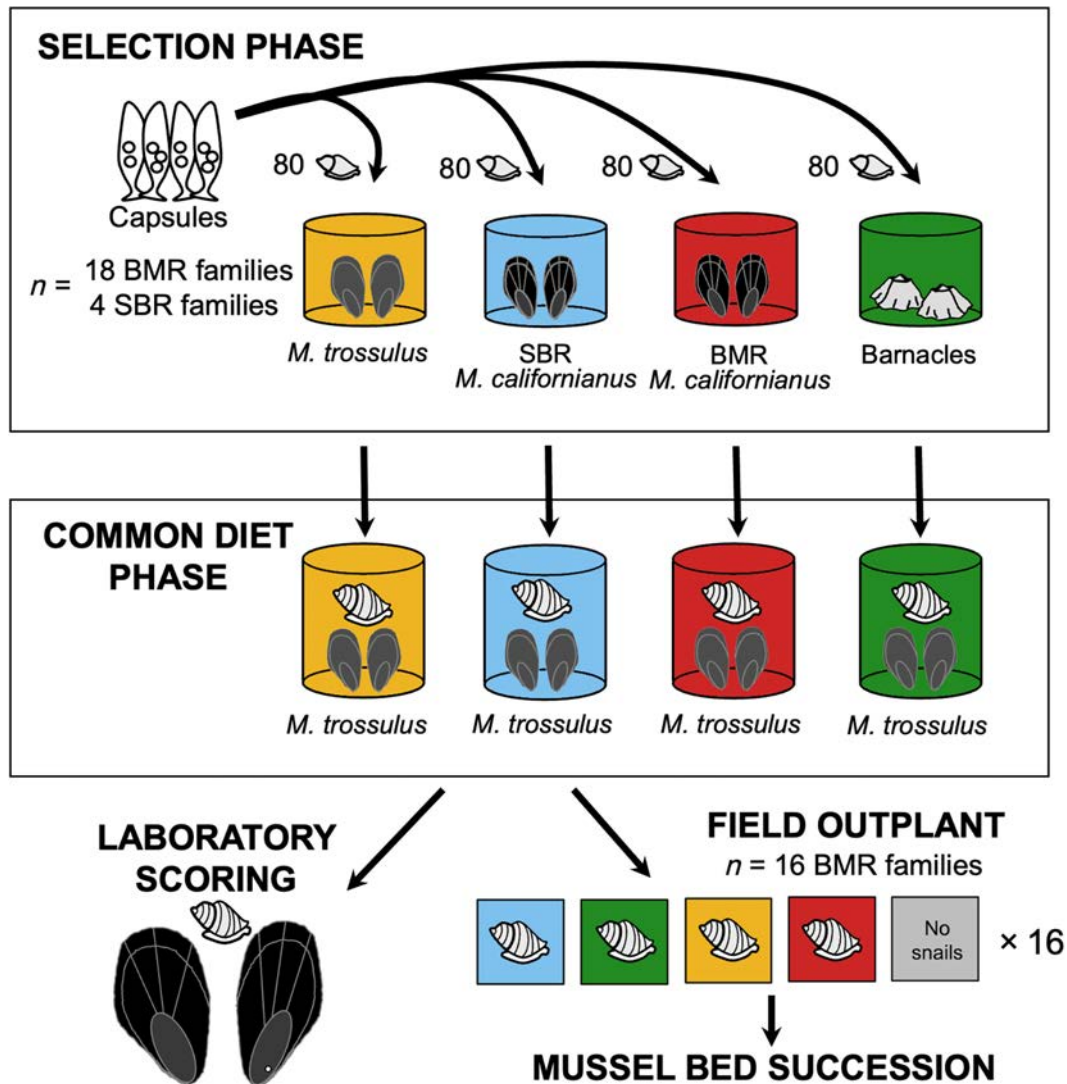 SELECTION PHASE
80
80
80
80
Capsules
n = 18 BMR families
4 SBR families
M. trossulus
SBR
M. californianus
BMR
M. californianus
Barnacles
COMMON DIET
PHASE
M. trossulus
M. trossulus
M. trossulus
M. trossulus
LABORATORY
SCORING
FIELD OUTPLANT
n = 16 BMR families
No
snails
× 16
MUSSEL BED SUCCESSION